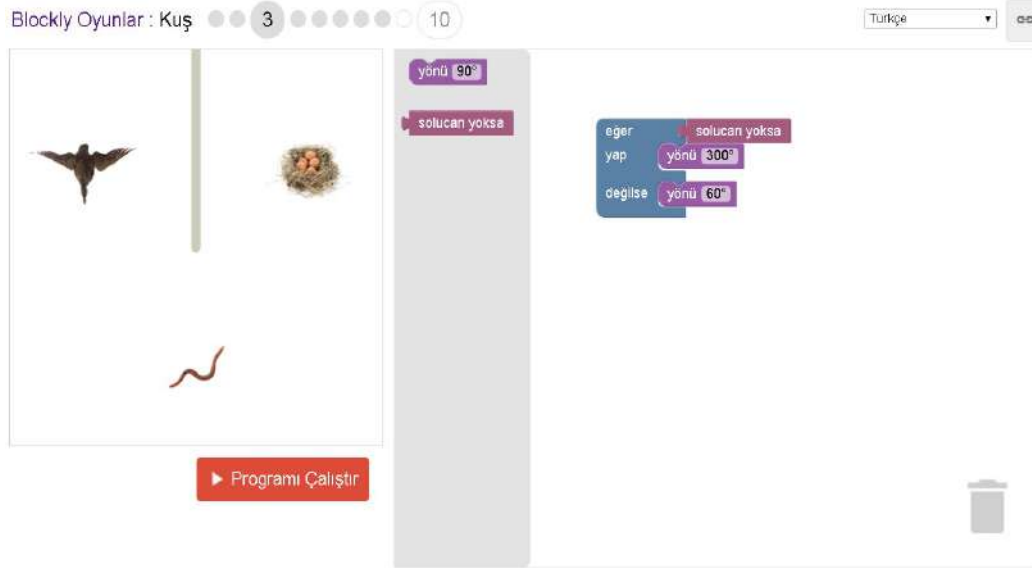 Blockly Oyunlar : Kuş 3 10
Türkçe
yönü 90°
solucan yoksa
eğer solucan yoksa
yap yönü 300°
değilse yönü 60°
Programı Çalıştır